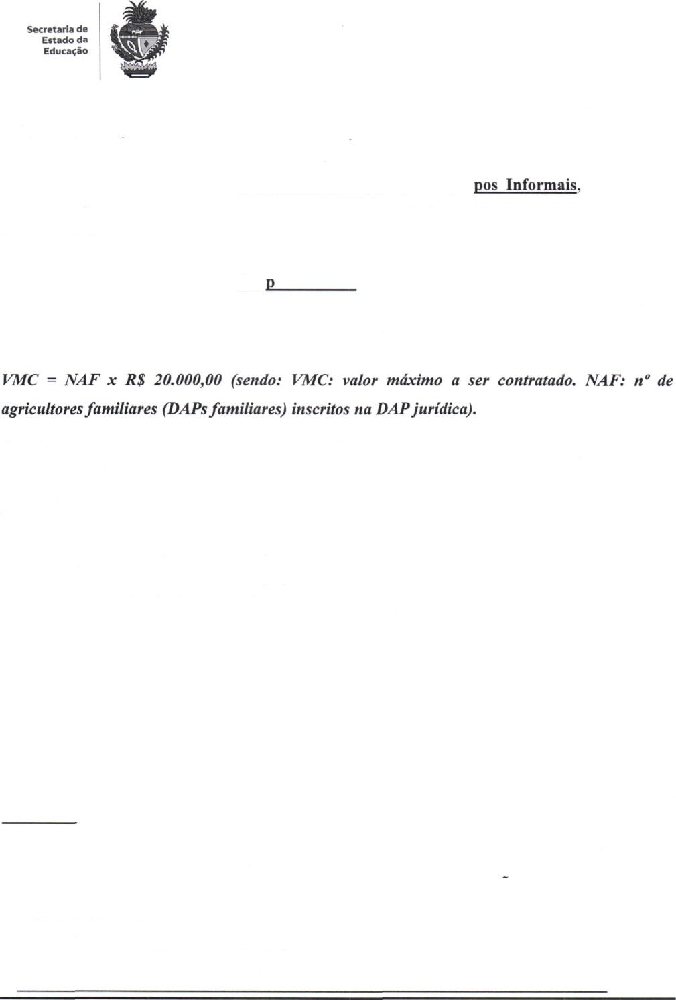 Secretaria de
Estado da
Educação
pos Informais,
p
VMC = NAF x R$ 20.000,00 (sendo: VMC: valor máximo a ser contratado. NAF: nº de
agricultores familiares (DAPs familiares) inscritos na DAP jurídica).